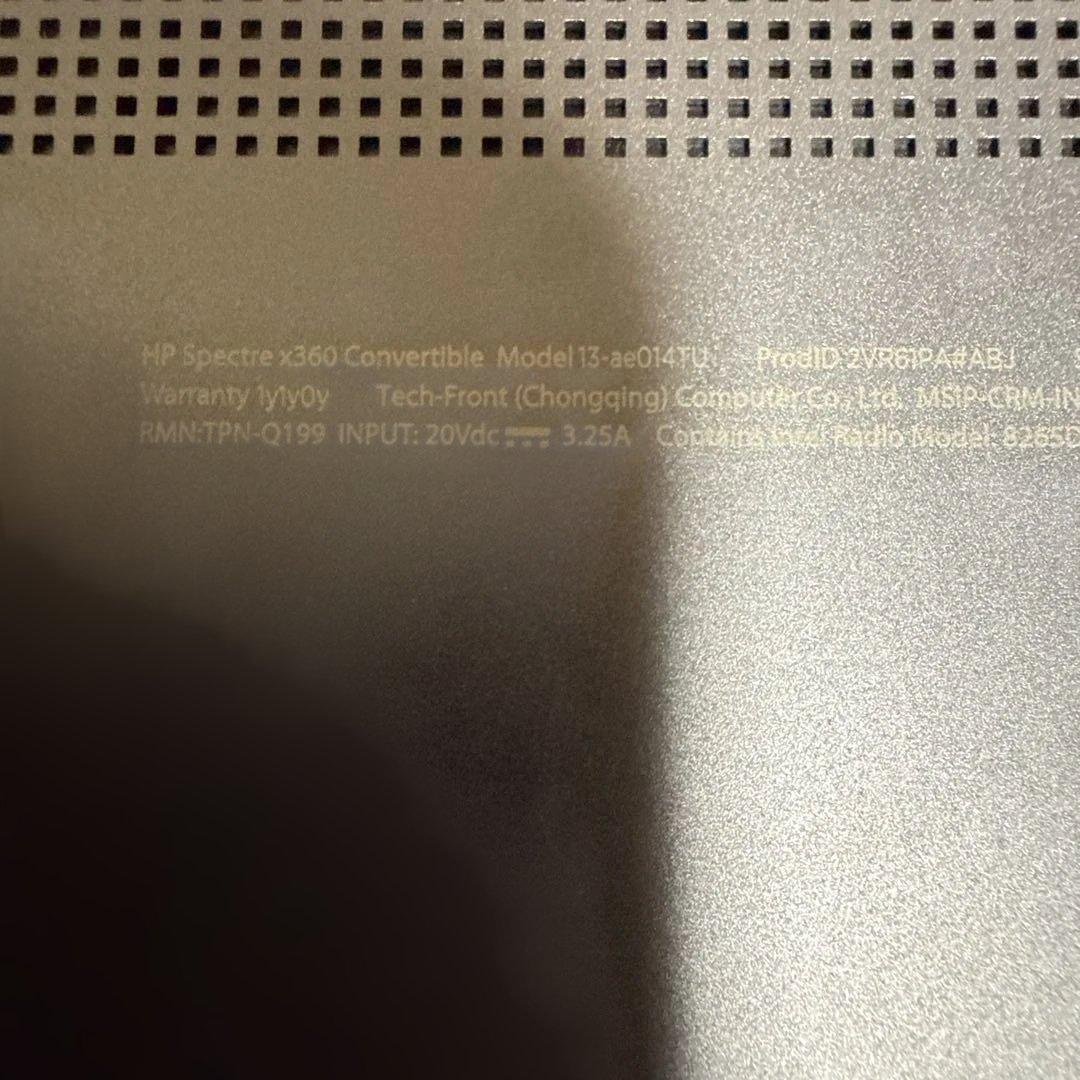 HP Spectre x360 Convertible Model 13-ae014TU ProdID 2VR61PA#ABJ
Warranty 1y1y0y Tech-Front (Chongqing) Computer Co., Ltd. MSIP-CRM-IN
RMN:TPN-Q199 INPUT: 20Vdc 3.25A Contains Intel Radio Model: 8265D